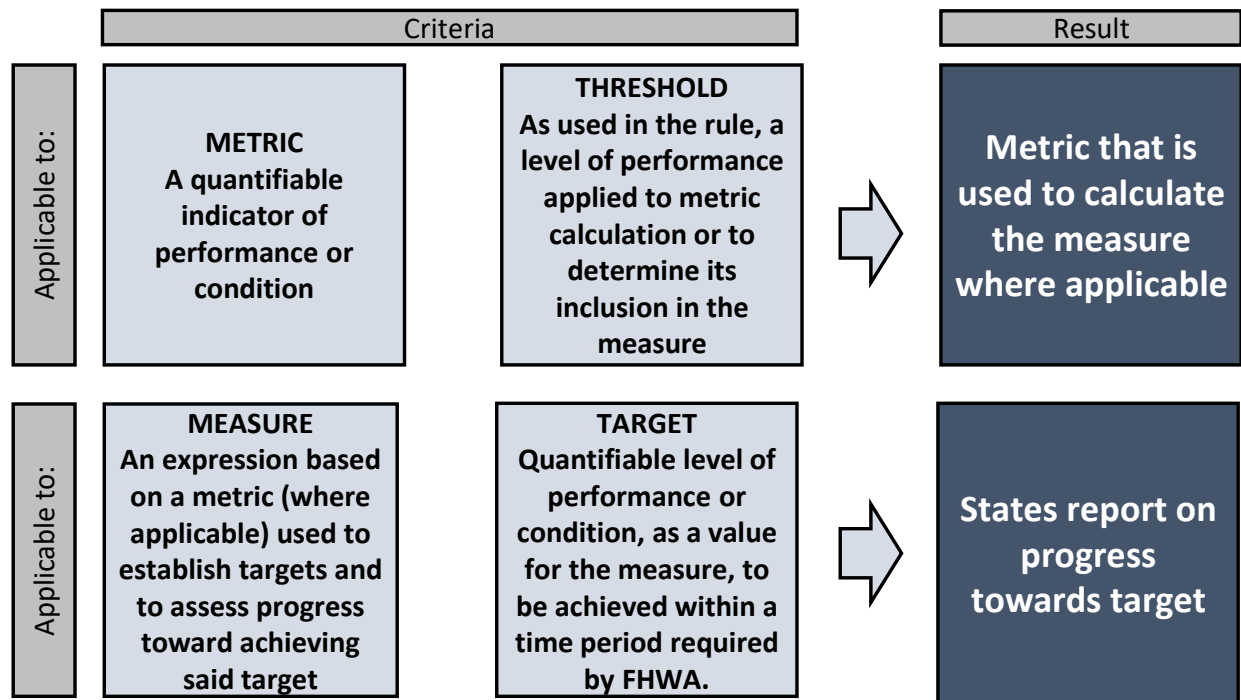 Criteria
Result
Applicable to:
METRIC
A quantifiable
indicator of
performance or
condition
THRESHOLD
As used in the rule, a
level of performance
applied to metric
calculation or to
determine its
inclusion in the
measure
Metric that is
used to calculate
the measure
where applicable
Applicable to:
MEASURE
An expression based
on a metric (where
applicable) used to
establish targets and
to assess progress
toward achieving
said target
TARGET
Quantifiable level of
performance or
condition, as a value
for the measure, to
be achieved within a
time period required
by FHWA.
States report on
progress
towards target